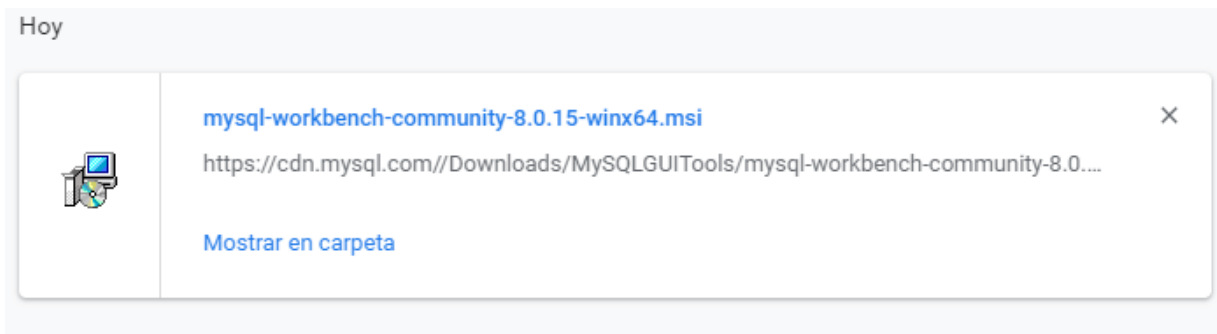 Hoy
mysql-workbench-community-8.0.15-winx64.msi
https://cdn.mysql.com//Downloads/MySQLGUITools/mysql-workbench-community-8.0....
Mostrar en carpeta